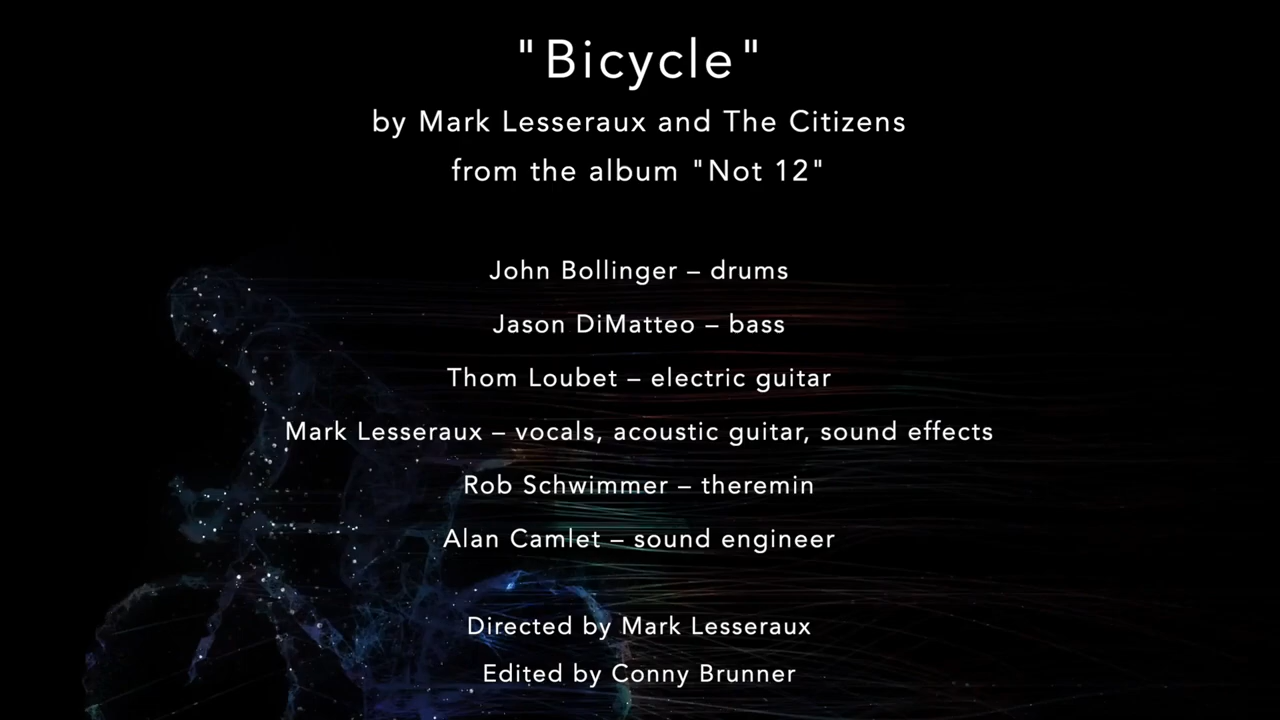 "Bicycle"
by Mark Lesseraux and The Citizens
from the album "Not 12"
John Bollinger – drums
Jason DiMatteo – bass
Thom Loubet – electric guitar
Mark Lesseraux – vocals, acoustic guitar, sound effects
Rob Schwimmer – theremin
Alan Camlet – sound engineer
Directed by Mark Lesseraux
Edited by Conny Brunner